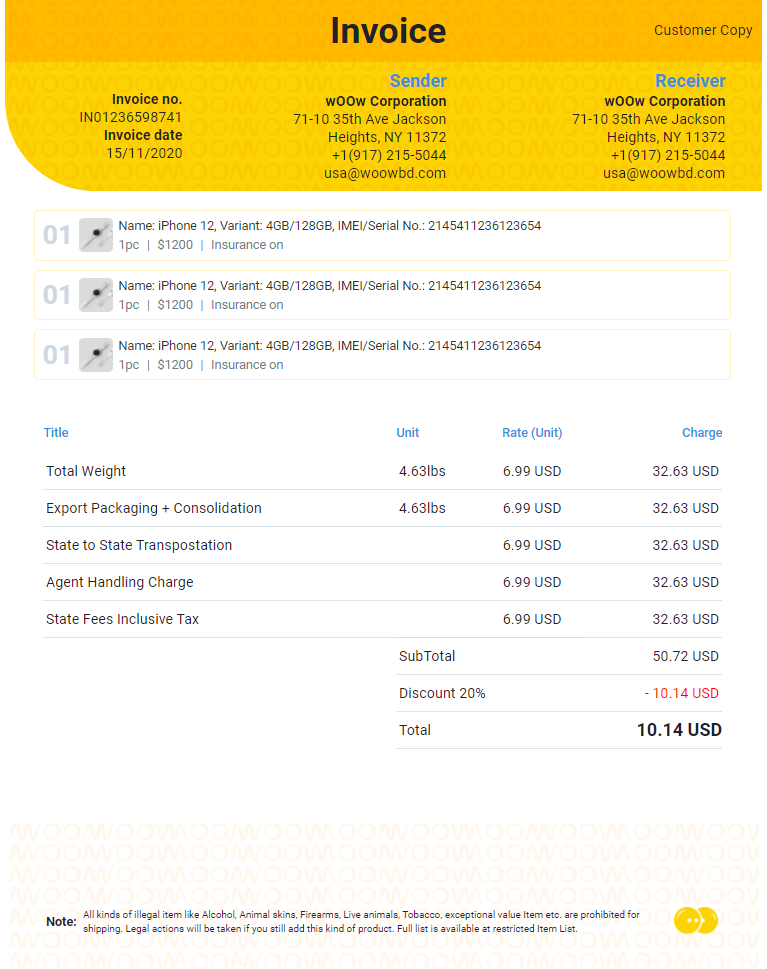 Invoice
Customer Copy
Invoice no.
IN01236598741
Invoice date
15/11/2020
Sender
wOOw Corporation
71-10 35th Ave Jackson
Heights, NY 11372
+1(917) 215-5044
usa@woowbd.com
Receiver
wOOw Corporation
71-10 35th Ave Jackson
Heights, NY 11372
+1(917) 215-5044
usa@woowbd.com
01 Name: iPhone 12, Variant: 4GB/128GB, IMEI/Serial No.: 2145411236123654
1pc | $1200 | Insurance on
01 Name: iPhone 12, Variant: 4GB/128GB, IMEI/Serial No.: 2145411236123654
1pc | $1200 | Insurance on
01 Name: iPhone 12, Variant: 4GB/128GB, IMEI/Serial No.: 2145411236123654
1pc | $1200 | Insurance on
Title Unit Rate (Unit) Charge
Total Weight 4.63lbs 6.99 USD 32.63 USD
Export Packaging + Consolidation 4.63lbs 6.99 USD 32.63 USD
State to State Transpostation 6.99 USD 32.63 USD
Agent Handling Charge 6.99 USD 32.63 USD
State Fees Inclusive Tax 6.99 USD 32.63 USD
SubTotal 50.72 USD
Discount 20% - 10.14 USD
Total 10.14 USD
Note: All kinds of illegal item like Alcohol, Animal skins, Firearms, Live animals, Tobacco, exceptional value Item etc. are prohibited for
shipping. Legal actions will be taken if you still add this kind of product. Full list is available at restricted Item List.